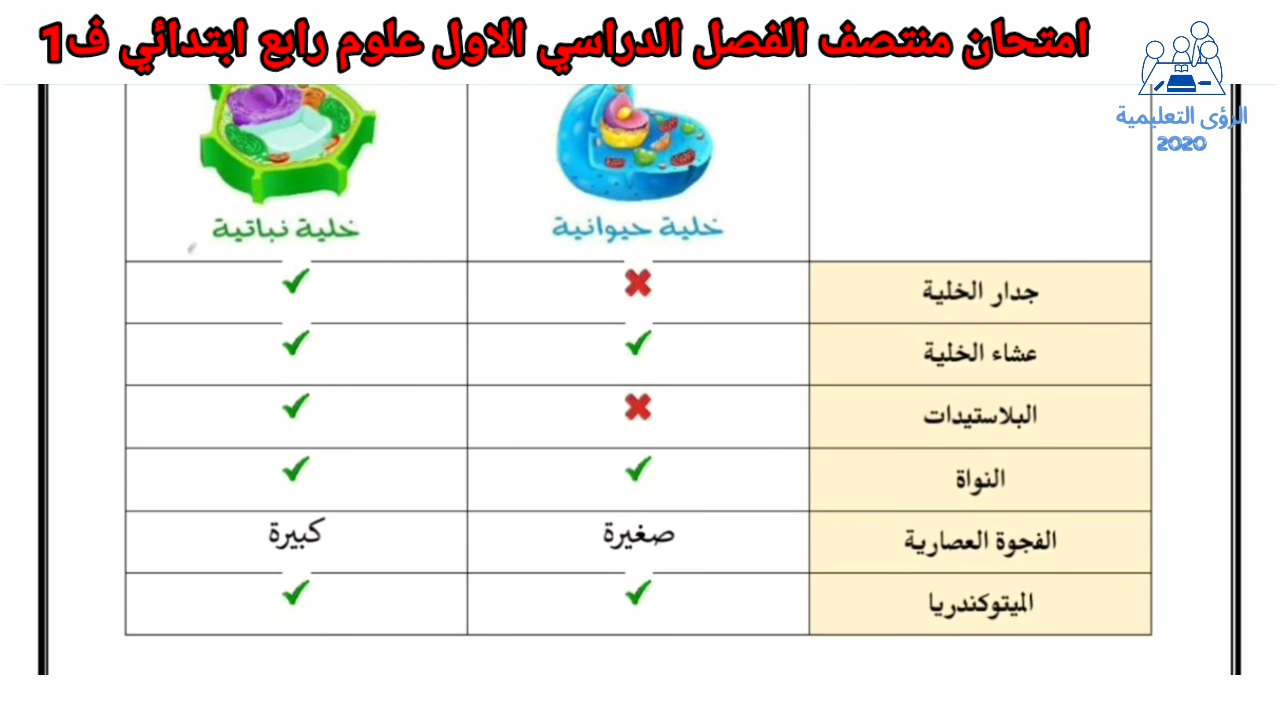 امتحان منتصف الفصل الدراسي الاول علوم رابع ابتدائي ف1
الرؤى التعليمية
2020
خلية حيوانية
خلية نباتية
جدار الخلية
عشاء الخلية
البلاستيدات
النواة
الفجوة العصارية
صغيرة
كبيرة
الميتوكندريا